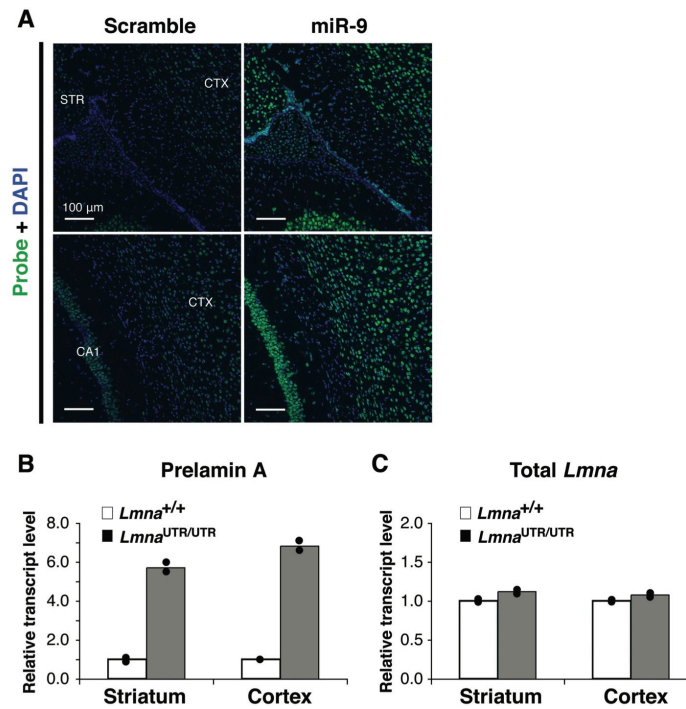 A
Scramble
miR-9
Probe + DAPI
STR
CTX
100 μm
CTX
CA1
B
Prelamin A
Lmna+/+
LmnaUTR/UTR
Relative transcript level
8.0
6.0
4.0
2.0
0.0
Striatum
Cortex
C
Total Lmna
Lmna+/+
LmnaUTR/UTR
Relative transcript level
2.0
1.5
1.0
0.5
0.0
Striatum
Cortex